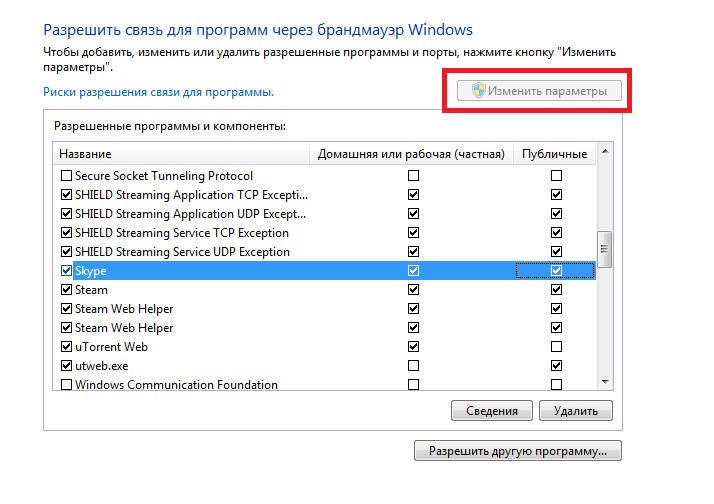 Разрешить связь для программ через брандмауэр Windows
Чтобы добавить, изменить или удалить разрешенные программы и порты, нажмите кнопку "Изменить
параметры".
Риски разрешения связи для программы.
Изменить параметры
Разрешенные программы и компоненты:
Название Домашняя или рабочая (частная) Публичные
Secure Socket Tunneling Protocol
SHIELD Streaming Application TCP Excepti...
SHIELD Streaming Application UDP Except...
SHIELD Streaming Service TCP Exception
SHIELD Streaming Service UDP Exception
Skype
Steam
Steam Web Helper
Steam Web Helper
uTorrent Web
utweb.exe
Windows Communication Foundation
Сведения Удалить
Разрешить другую программу...